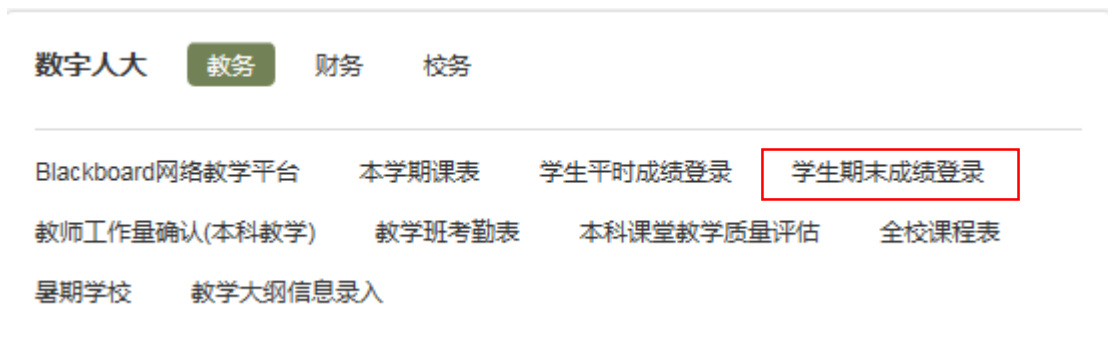 数字人大 教务 财务 校务
Blackboard网络教学平台 本学期课表 学生平时成绩登录 学生期末成绩登录
教师工作量确认(本科教学) 教学班考勤表 本科课堂教学质量评估 全校课程表
暑期学校 教学大纲信息录入